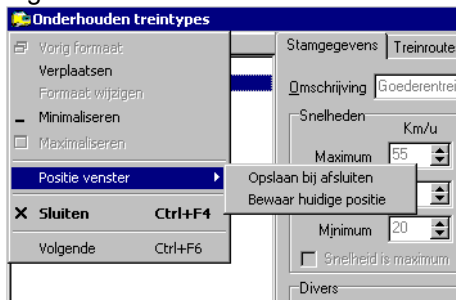 Onderhouden treintypes
Vorig formaat
Verplaatsen
Formaat wijzigen
Minimaliseren
Maximaliseren
Positie venster
Sluiten Ctrl+F4
Volgende Ctrl+F6
Opslaan bij afsluiten
Bewaar huidige positie
Stamgegevens Treinroute
Omschrijving Goederentrei
Snelheden
Km/u
Maximum 55
Minimum 20
Snelheid is maximum
Divers